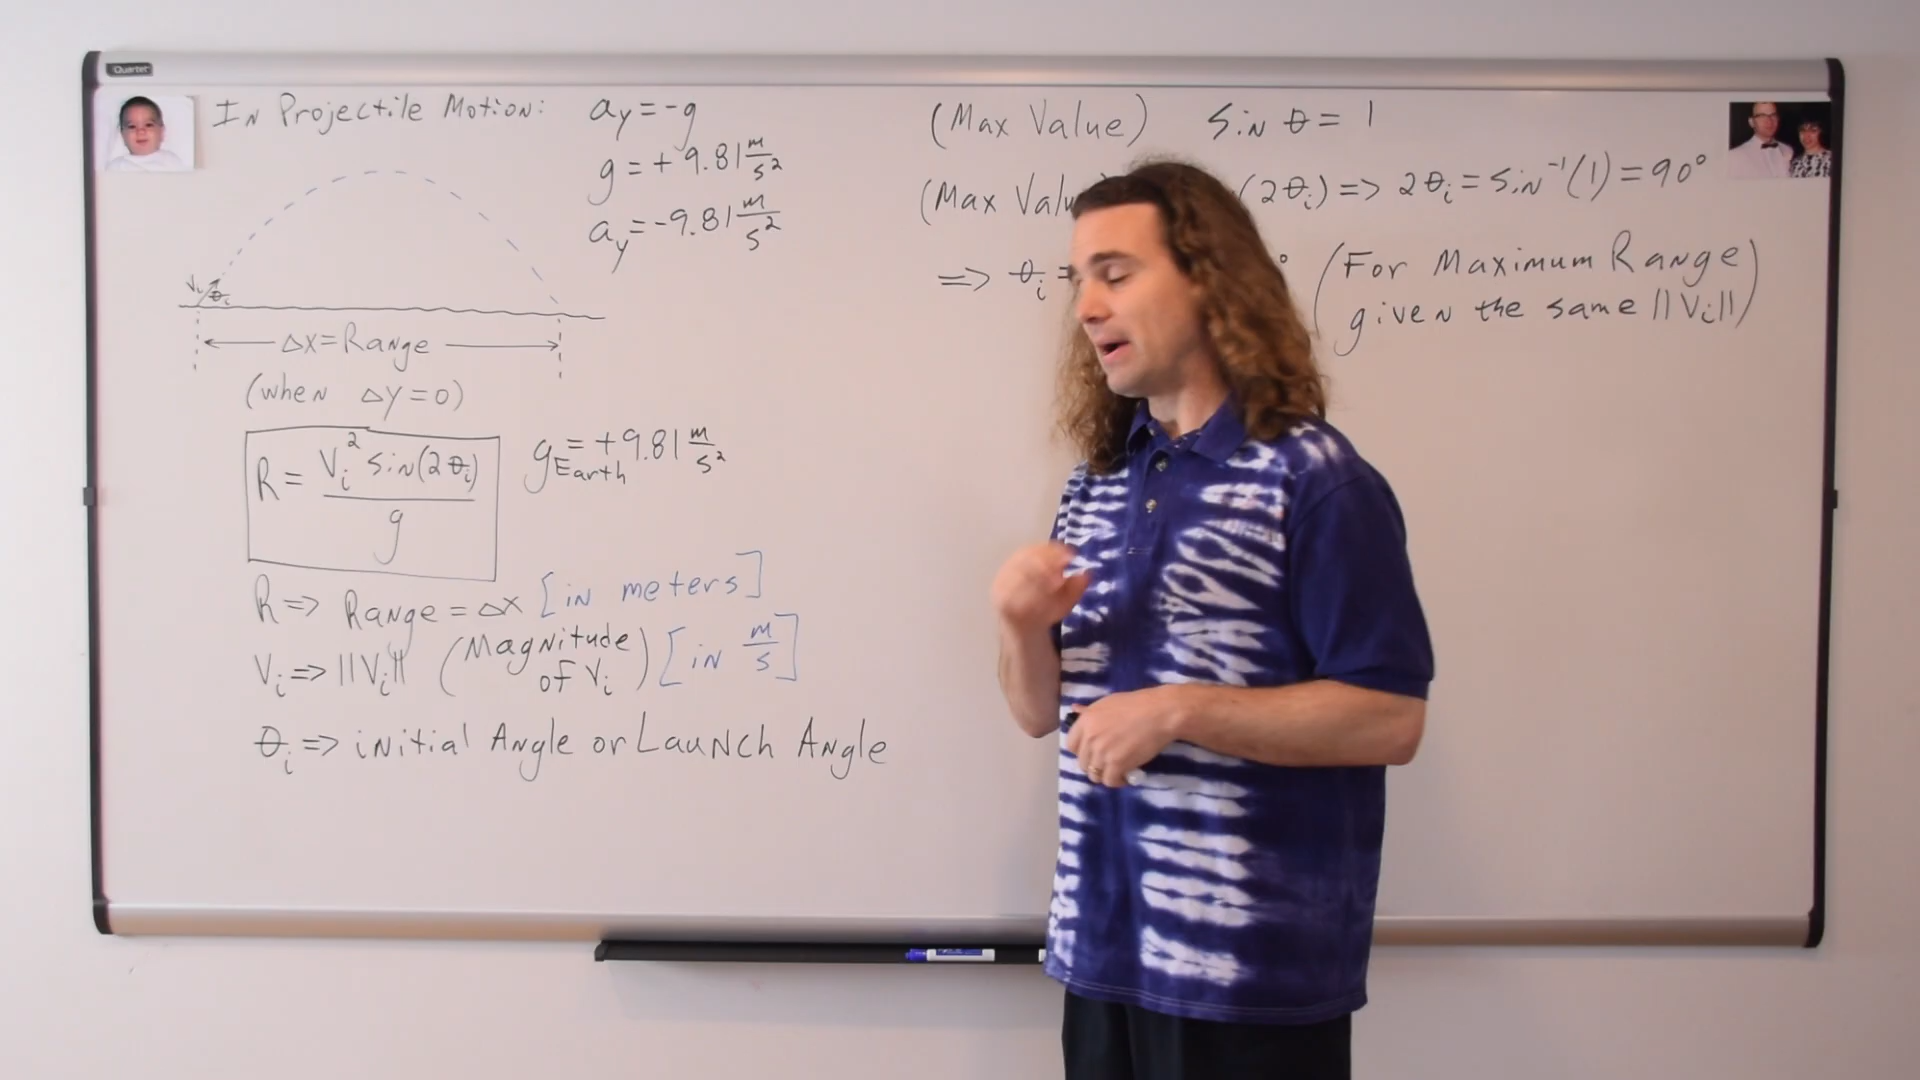 Quartet
In Projectile Motion:
a_y = -g
g = +9.81 m/s²
a_y = -9.81 m/s²
V_i
θ_i
Δx = Range
(when Δy = 0)
R = V_i² sin(2θ_i) / g
g_Earth = +9.81 m/s²
R => Range = Δx [in meters]
V_i => ||V_i|| (Magnitude of V_i) [in m/s]
θ_i => initial Angle or Launch Angle
(Max Value) sin θ = 1
(Max (2θ_i) => 2θ_i = sin⁻¹(1) = 90°
=> θ_i = ° (For Maximum Range
given the same ||V_i||)